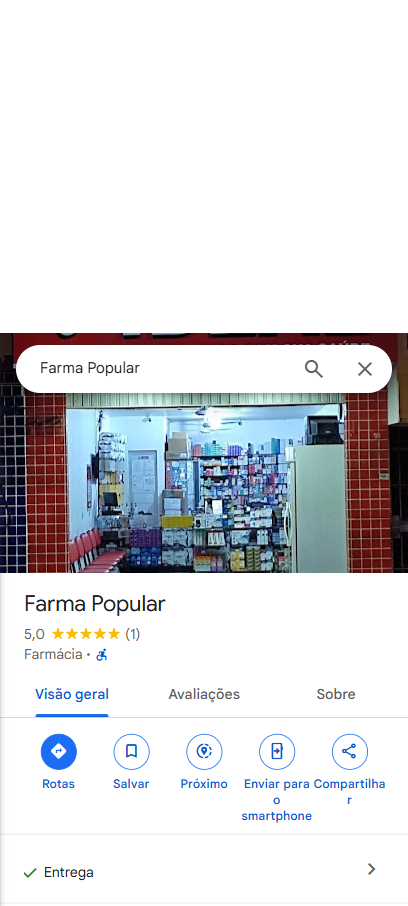 Farma Popular
Farma Popular
5,0 (1)
Farmácia •
Visão geral Avaliações Sobre
Rotas Salvar Próximo Enviar para o smartphone Compartilhar
Entrega